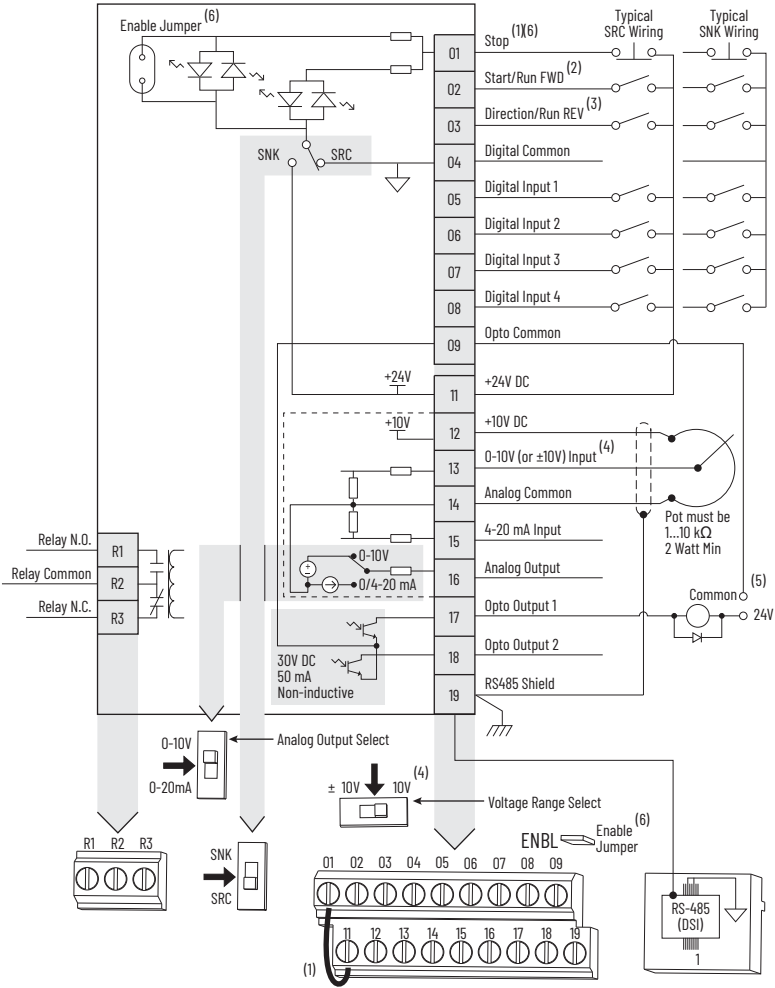 Enable Jumper (6)
Typical
SRC Wiring
Typical
SNK Wiring
01
Stop (1)(6)
02
Start/Run FWD (2)
03
Direction/Run REV (3)
SNK
SRC
04
Digital Common
05
Digital Input 1
06
Digital Input 2
07
Digital Input 3
08
Digital Input 4
09
Opto Common
+24V
11
+24V DC
+10V
12
+10V DC
13
0-10V (or ±10V) Input (4)
14
Analog Common
Pot must be
1...10 kΩ
2 Watt Min
15
4-20 mA Input
0-10V
0/4-20 mA
16
Analog Output
Relay N.O.
R1
Relay Common
R2
Relay N.C.
R3
Common
(5)
24V
17
Opto Output 1
18
Opto Output 2
30V DC
50 mA
Non-inductive
19
RS485 Shield
0-10V
0-20mA
Analog Output Select
± 10V
10V
(4)
Voltage Range Select
ENBL
Enable
Jumper
(6)
R1 R2 R3
SNK
SRC
01 02 03 04 05 06 07 08 09
11 12 13 14 15 16 17 18 19
(1)
RS-485
(DSI)
1